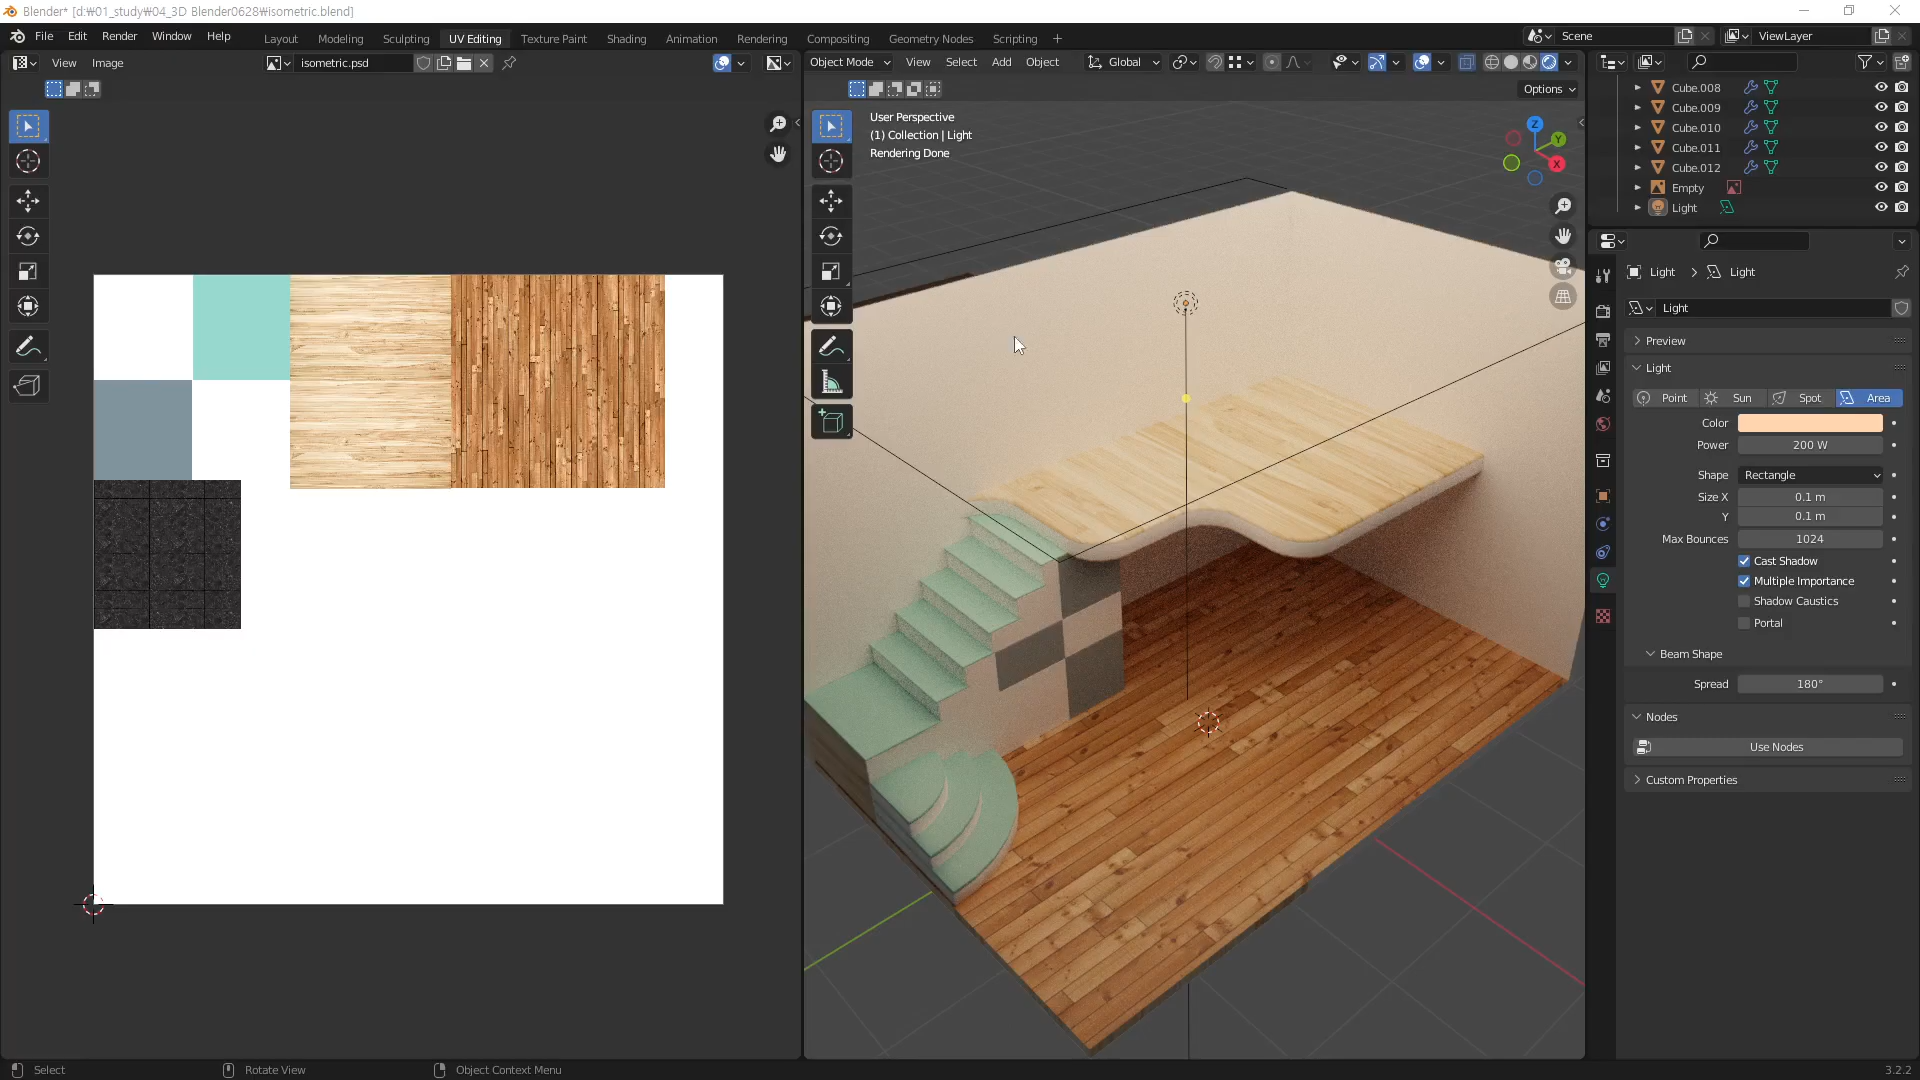 Blender* [d:₩01_study₩04_3D Blender0628₩isometric.blend]
File Edit Render Window Help
Layout Modeling Sculpting UV Editing Texture Paint Shading Animation Rendering Compositing Geometry Nodes Scripting +
Scene
ViewLayer
View Image
isometric.psd
Object Mode View Select Add Object
Global
Options
User Perspective
(1) Collection | Light
Rendering Done
Z
Y
X
Cube.008
Cube.009
Cube.010
Cube.011
Cube.012
Empty
Light
Light > Light
Light
Preview
Light
Point Sun Spot Area
Color
Power 200 W
Shape Rectangle
Size X 0.1 m
Y 0.1 m
Max Bounces 1024
Cast Shadow
Multiple Importance
Shadow Caustics
Portal
Beam Shape
Spread 180°
Nodes
Use Nodes
Custom Properties
Select
Rotate View
Object Context Menu
3.2.2